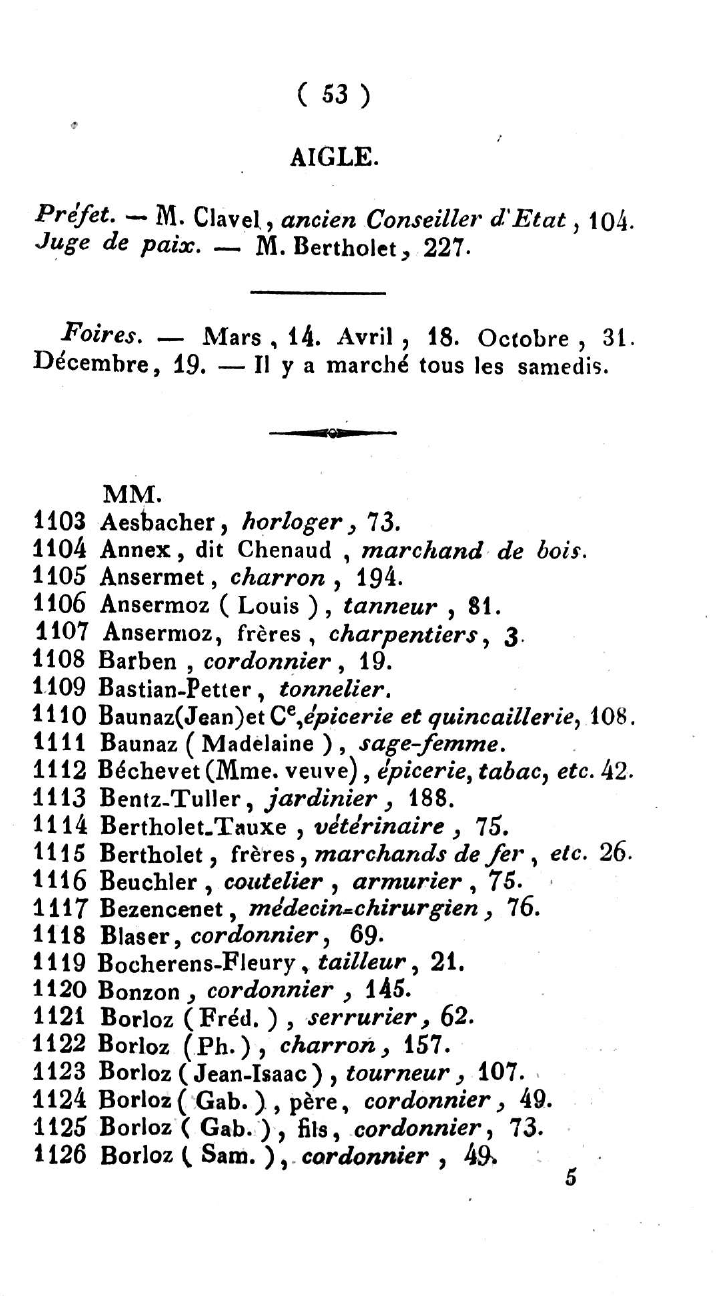 ( 53 )
AIGLE.
Préfet. — M. Clavel, ancien Conseiller d'Etat, 104.
Juge de paix. — M. Bertholet, 227.
Foires. — Mars, 14. Avril, 18. Octobre, 31.
Décembre, 19. — Il y a marché tous les samedis.
MM.
1103 Aesbacher, horloger, 73.
1104 Annex, dit Chenaud, marchand de bois.
1105 Ansermet, charron, 194.
1106 Ansermoz ( Louis ), tanneur, 81.
1107 Ansermoz, frères, charpentiers, 3.
1108 Barben, cordonnier, 19.
1109 Bastian-Petter, tonnelier.
1110 Baunaz(Jean)et Ce,épicerie et quincaillerie, 108.
1111 Baunaz ( Madelaine ), sage-femme.
1112 Béchevet (Mme. veuve), épicerie, tabac, etc. 42.
1113 Bentz-Tuller, jardinier, 188.
1114 Bertholet-Tauxe, vétérinaire, 75.
1115 Bertholet, frères, marchands de fer, etc. 26.
1116 Beuchler, coutelier, armurier, 75.
1117 Bezencenet, médecin-chirurgien, 76.
1118 Blaser, cordonnier, 69.
1119 Bocherens-Fleury, tailleur, 21.
1120 Bonzon, cordonnier, 145.
1121 Borloz ( Fréd. ), serrurier, 62.
1122 Borloz ( Ph. ), charron, 157.
1123 Borloz ( Jean-Isaac ), tourneur, 107.
1124 Borloz ( Gab. ), père, cordonnier, 49.
1125 Borloz ( Gab. ), fils, cordonnier, 73.
1126 Borloz ( Sam. ), cordonnier, 49.
5